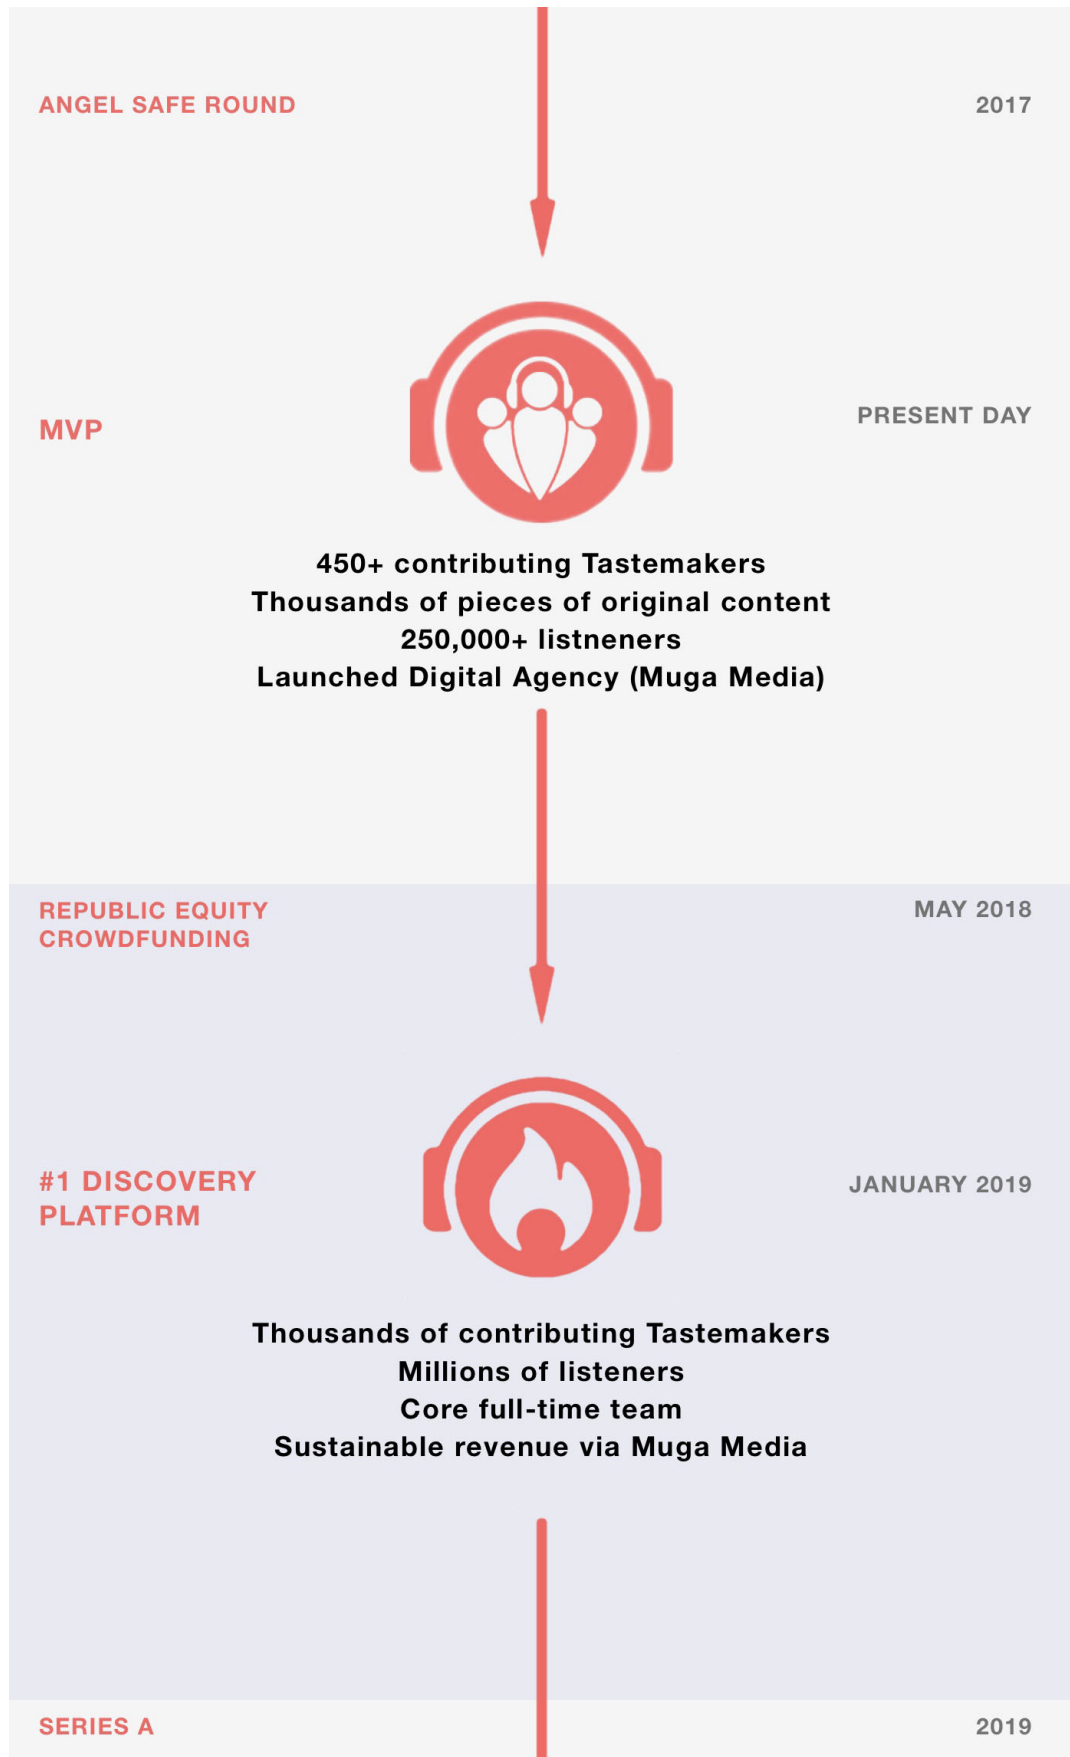 ANGEL SAFE ROUND
2017
MVP
PRESENT DAY
450+ contributing Tastemakers
Thousands of pieces of original content
250,000+ listneners
Launched Digital Agency (Muga Media)
REPUBLIC EQUITY
CROWDFUNDING
MAY 2018
#1 DISCOVERY
PLATFORM
JANUARY 2019
Thousands of contributing Tastemakers
Millions of listeners
Core full-time team
Sustainable revenue via Muga Media
SERIES A
2019